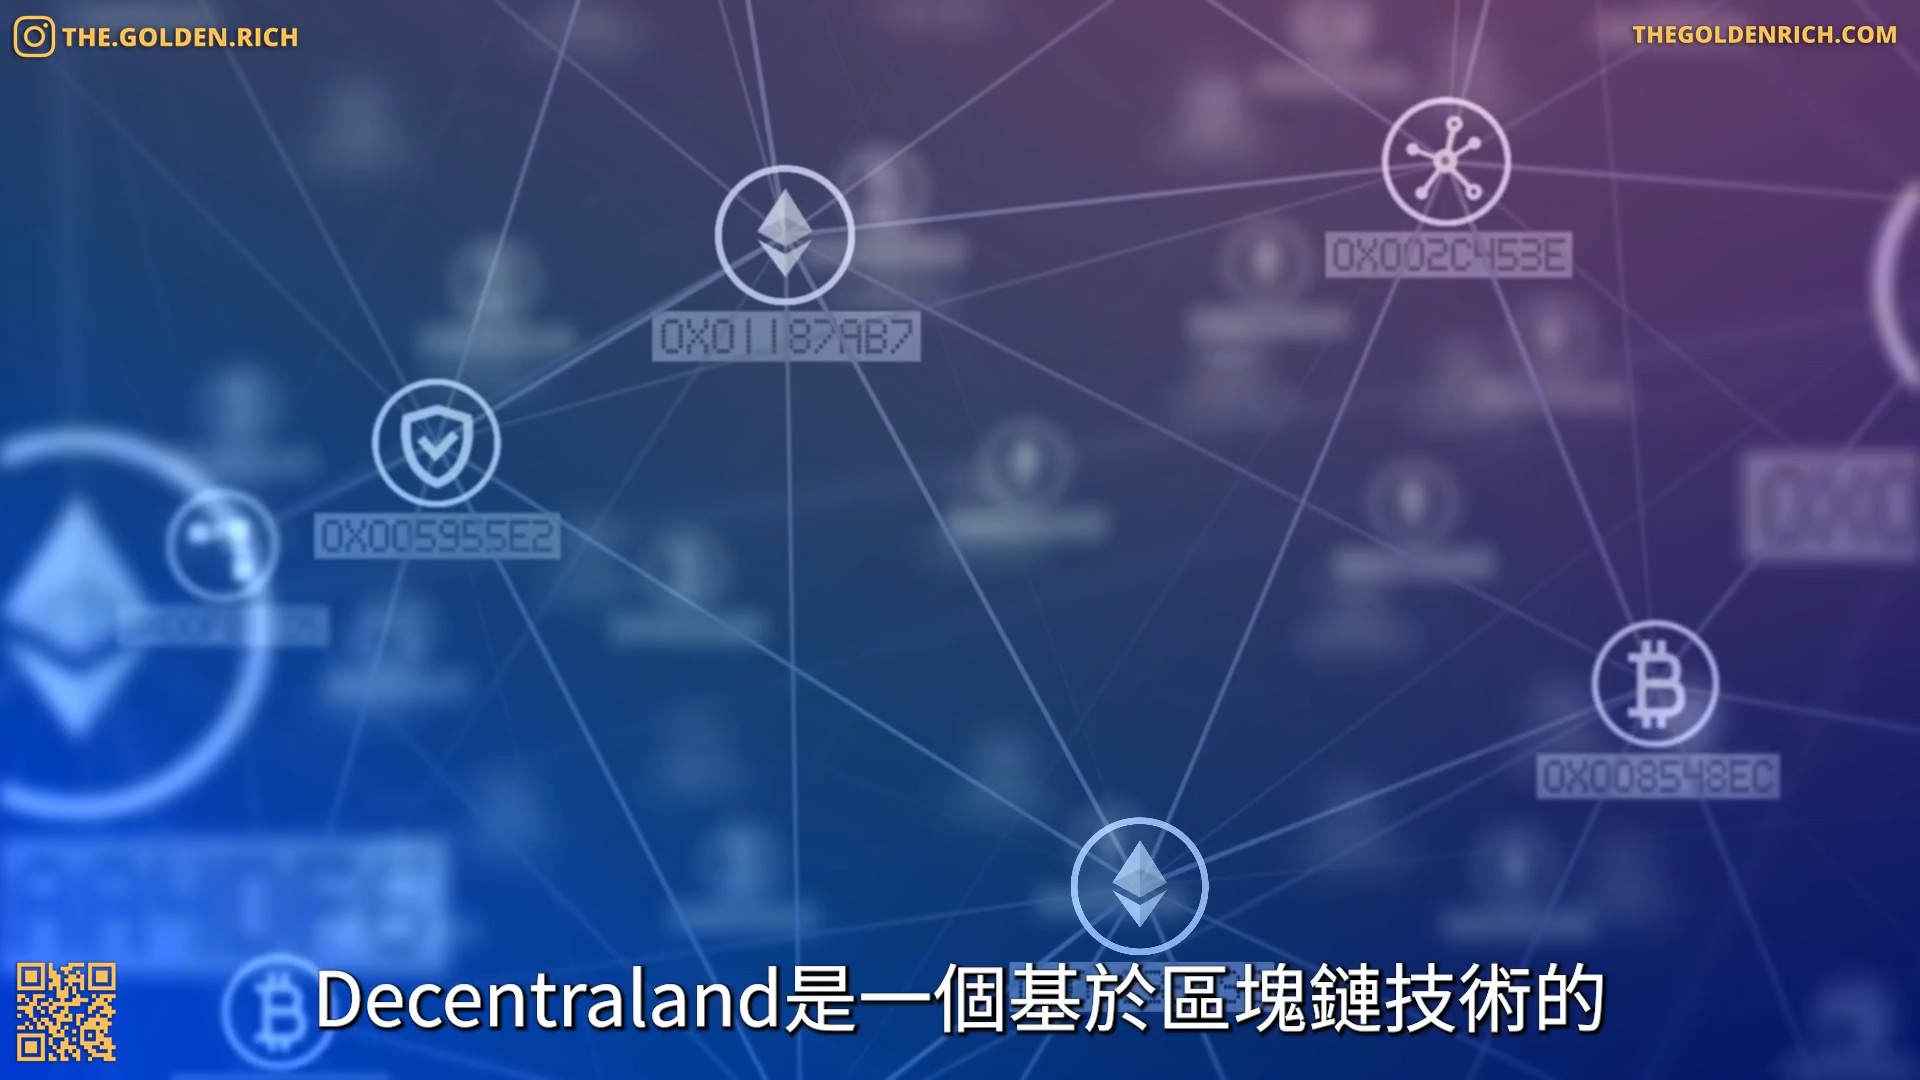 THE.GOLDEN.RICH
THEGOLDENRICH.COM
0X002C453E
0X011879B7
0X005955E2
0X008548EC
Decentraland是一個基於區塊鏈技術的